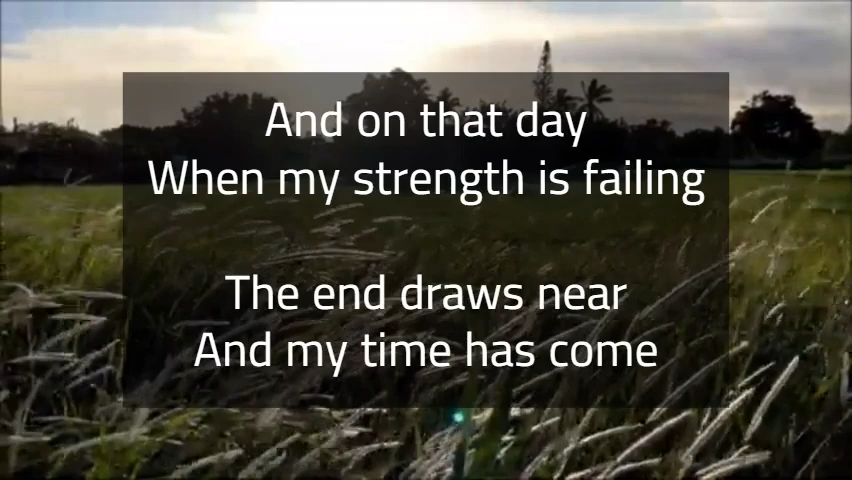 And on that day
When my strength is failing
The end draws near
And my time has come